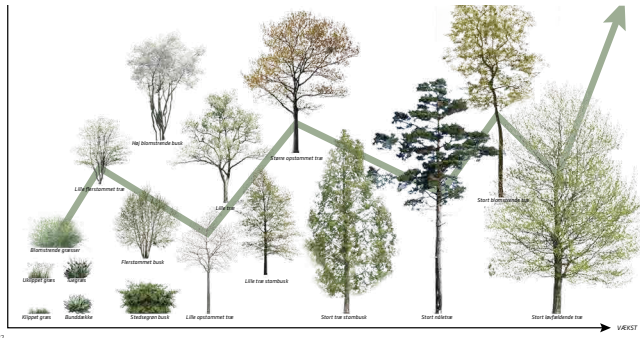 Høj blomstrende busk
Større opstammet træ
Lille flerstammet træ
Lille træ
Stort blomstrende træ
Blomstrende græsser
Flerstammet busk
Uklippet græs
Lille træ stambusk
Klippet græs
Bunddække
Stedsegrøn busk
Lille opstammet træ
Stort træ stambusk
Stort nåletræ
Stort løvfældende træ
VÆKST